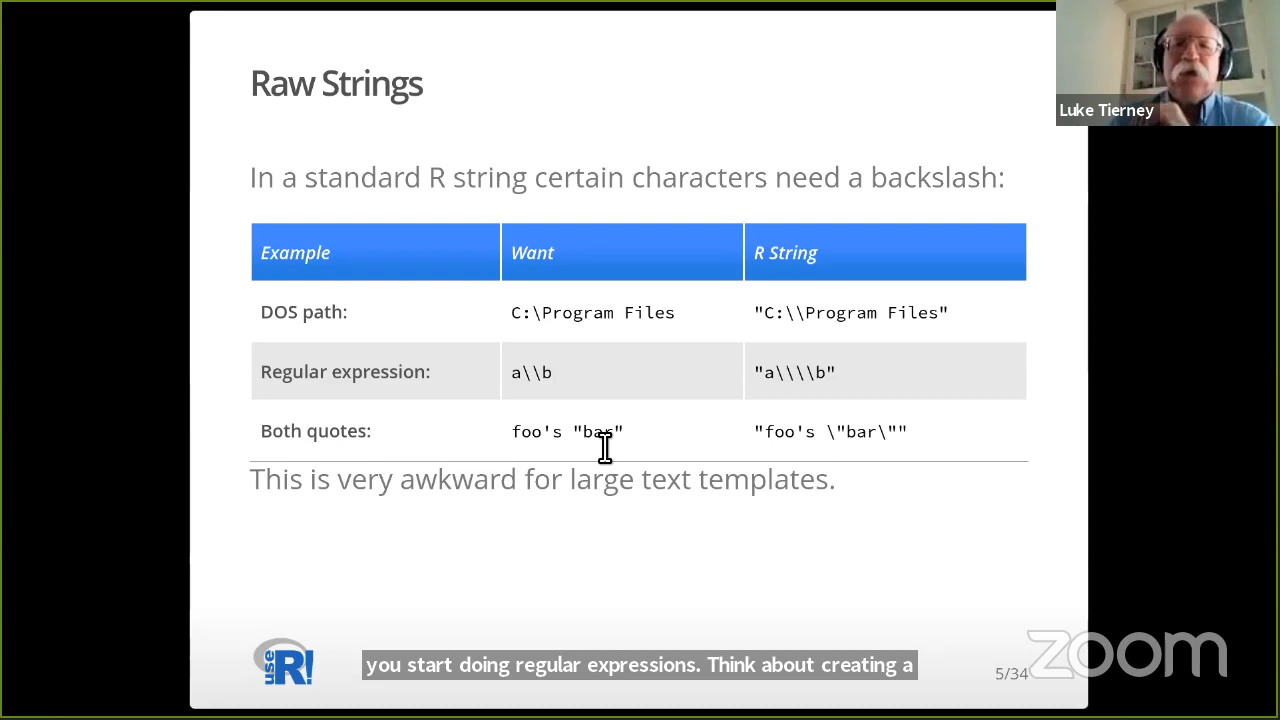 Raw Strings
Luke Tierney
In a standard R string certain characters need a backslash:
Example Want R String
DOS path: C:\Program Files "C:\\Program Files"
Regular expression: a\\b "a\\\\b"
Both quotes: foo's "bar" "foo's \"bar\""
This is very awkward for large text templates.
use R!
you start doing regular expressions. Think about creating a
5/34
zoom